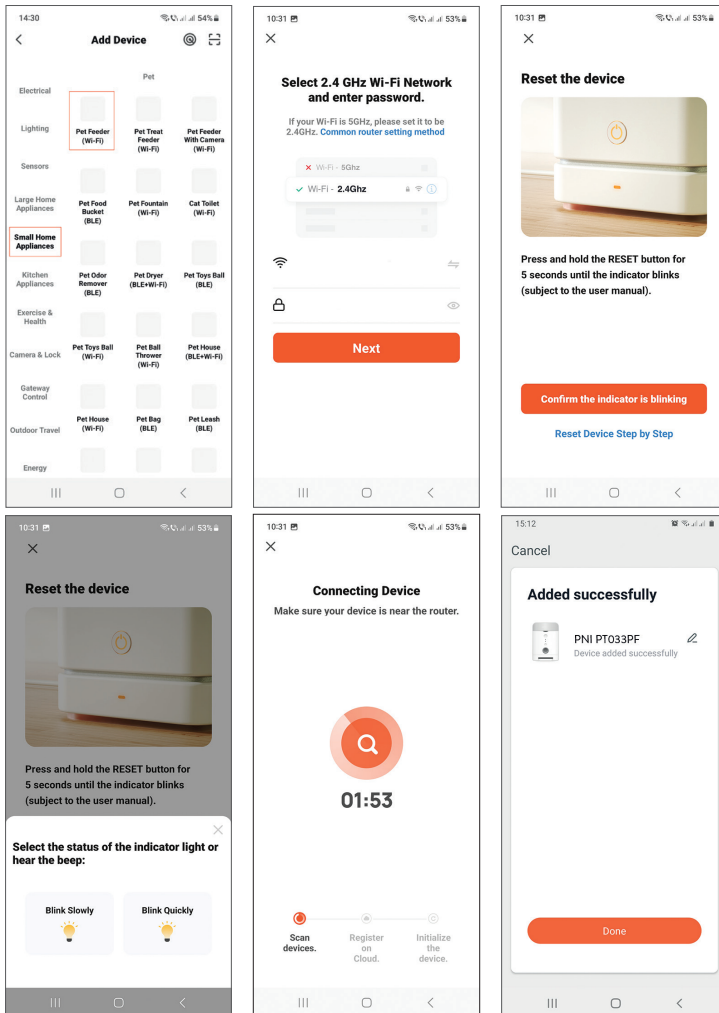 14:30
54%
Add Device
Pet
Electrical
Lighting
Sensors
Large Home
Appliances
Small Home
Appliances
Kitchen
Appliances
Exercise &
Health
Camera & Lock
Gateway
Control
Outdoor Travel
Energy
Pet Feeder
(Wi-Fi)
Pet Treat
Feeder
(Wi-Fi)
Pet Feeder
With Camera
(Wi-Fi)
Pet Food
Bucket
(BLE)
Pet Fountain
(Wi-Fi)
Cat Toilet
(Wi-Fi)
Pet Odor
Remover
(BLE)
Pet Dryer
(BLE+Wi-Fi)
Pet Toys Ball
(BLE)
Pet Toys Ball
(Wi-Fi)
Pet Ball
Thrower
(Wi-Fi)
Pet House
(BLE+Wi-Fi)
Pet House
(Wi-Fi)
Pet Bag
(BLE)
Pet Leash
(BLE)
10:31
53%
Select 2.4 GHz Wi-Fi Network
and enter password.
If your Wi-Fi is 5GHz, please set it to be
2.4GHz. Common router setting method
Wi-Fi - 5Ghz
Wi-Fi - 2.4Ghz
Next
10:31
53%
Reset the device
Press and hold the RESET button for
5 seconds until the indicator blinks
(subject to the user manual).
Confirm the indicator is blinking
Reset Device Step by Step
10:31
53%
Reset the device
Press and hold the RESET button for
5 seconds until the indicator blinks
(subject to the user manual).
Select the status of the indicator light or
hear the beep:
Blink Slowly
Blink Quickly
10:31
53%
Connecting Device
Make sure your device is near the router.
01:53
Scan
devices.
Register
on
Cloud.
Initialize
the
device.
15:12
Cancel
Added successfully
PNI PT033PF
Device added successfully
Done